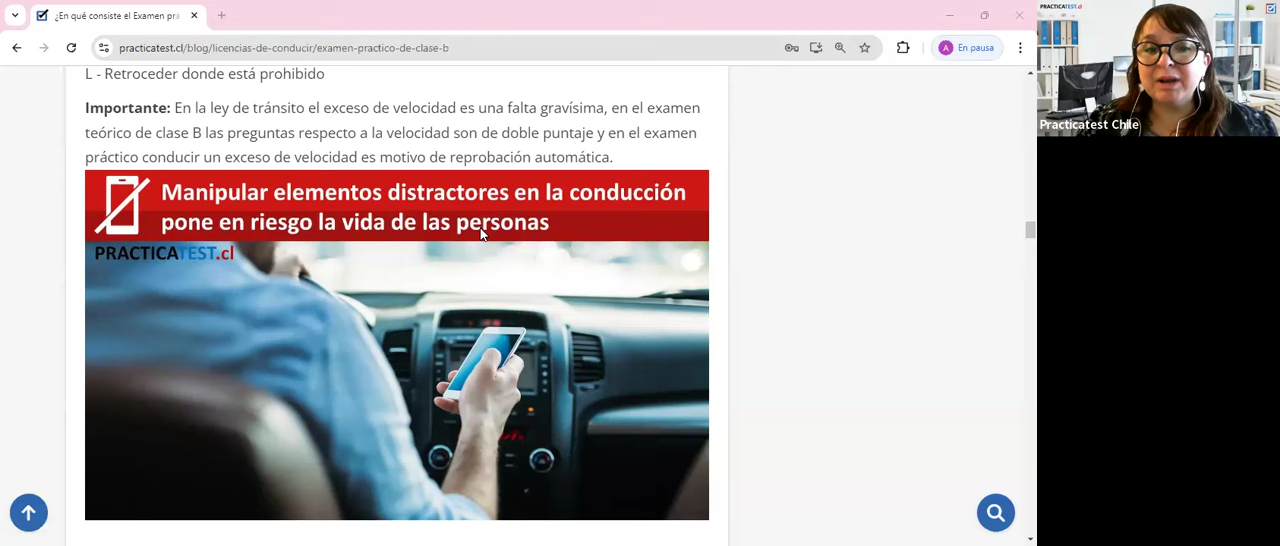 ¿En qué consiste el Examen pra
practicatest.cl/blog/licencias-de-conducir/examen-practico-de-clase-b
A
En pausa
PRACTICATEST.cl
Practicatest Chile
L - Retroceder donde está prohibido
Importante: En la ley de tránsito el exceso de velocidad es una falta gravísima, en el examen
teórico de clase B las preguntas respecto a la velocidad son de doble puntaje y en el examen
práctico conducir un exceso de velocidad es motivo de reprobación automática.
Manipular elementos distractores en la conducción
pone en riesgo la vida de las personas
PRACTICATEST.cl